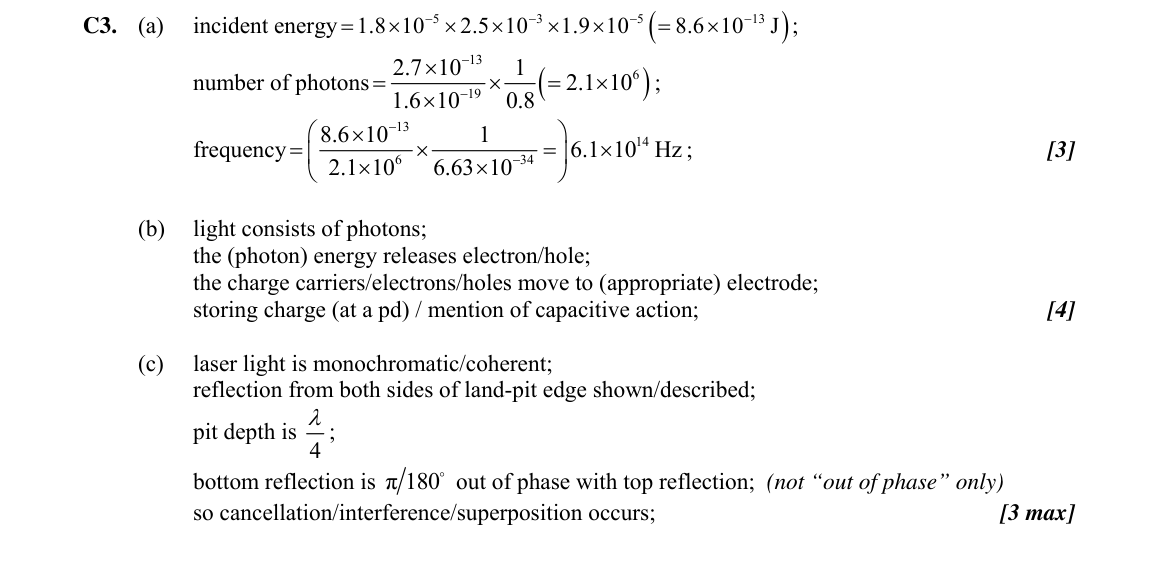 C3. (a) incident energy = 1.8×10⁻⁵ × 2.5×10⁻³ × 1.9×10⁻⁵ (= 8.6×10⁻¹³ J);
number of photons = 2.7×10⁻¹³/1.6×10⁻¹⁹ × 1/0.8 (= 2.1×10⁶);
frequency = (8.6×10⁻¹³/2.1×10⁶ × 1/6.63×10⁻³⁴ =) 6.1×10¹⁴ Hz; [3]
(b) light consists of photons;
the (photon) energy releases electron/hole;
the charge carriers/electrons/holes move to (appropriate) electrode;
storing charge (at a pd) / mention of capacitive action; [4]
(c) laser light is monochromatic/coherent;
reflection from both sides of land-pit edge shown/described;
pit depth is λ/4;
bottom reflection is π/180° out of phase with top reflection; (not “out of phase” only)
so cancellation/interference/superposition occurs; [3 max]